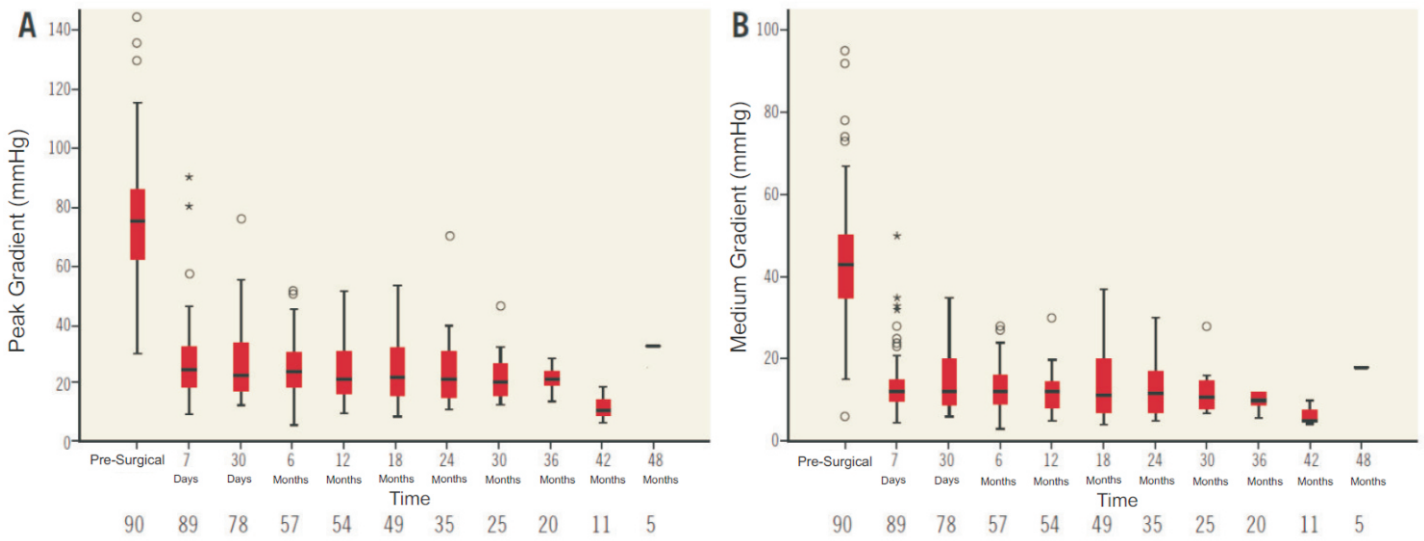 A
Peak Gradient (mmHg)
140
120
100
80
60
40
20
0
Pre-Surgical 7 30 6 12 18 24 30 36 42 48
Days Days Months Months Months Months Months Months Months Months
Time
90 89 78 57 54 49 35 25 20 11 5
B
Medium Gradient (mmHg)
100
80
60
40
20
0
Pre-Surgical 7 30 6 12 18 24 30 36 42 48
Days Days Months Months Months Months Months Months Months Months
Time
90 89 78 57 54 49 35 25 20 11 5